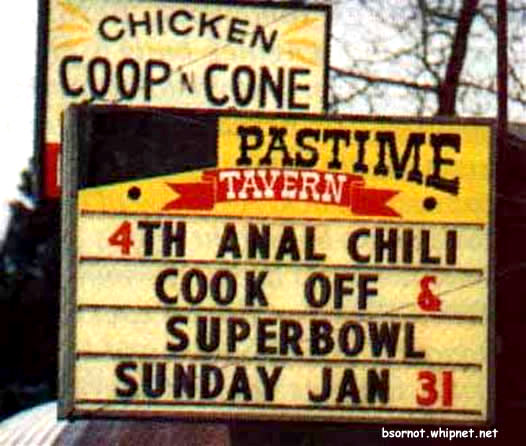 CHICKEN
COOP 'N CONE
PASTIME
TAVERN
4TH ANAL CHILI
COOK OFF &
SUPERBOWL
SUNDAY JAN 31
bsornot.whipnet.net